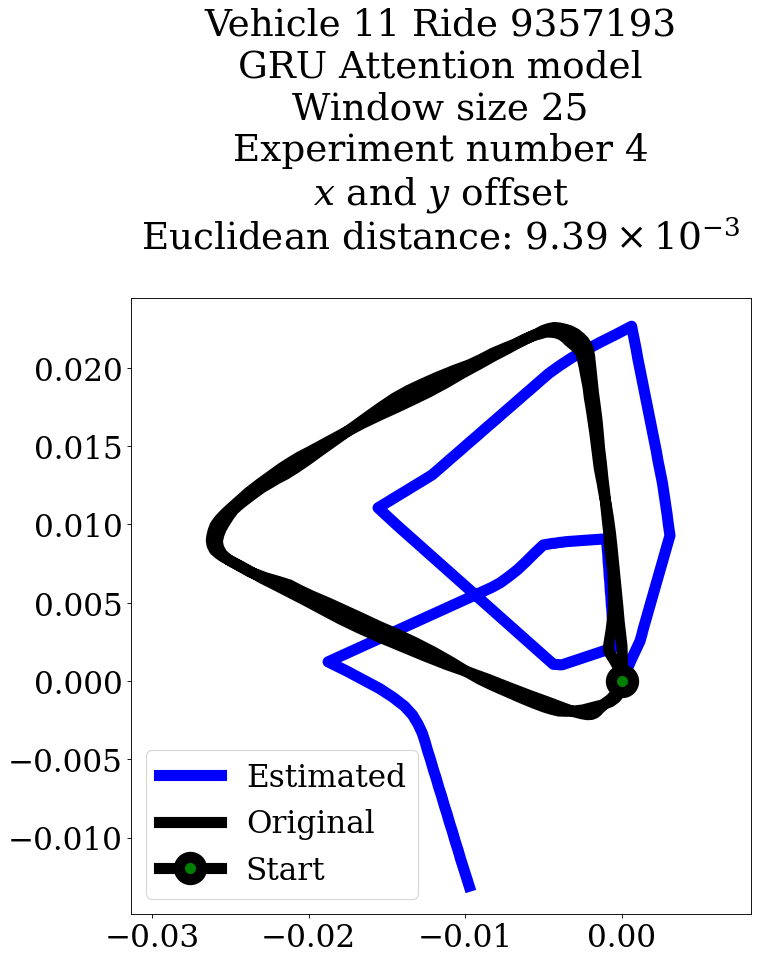 Vehicle 11 Ride 9357193
GRU Attention model
Window size 25
Experiment number 4
x and y offset
Euclidean distance: 9.39 × 10⁻³
0.020
0.015
0.010
0.005
0.000
−0.005
−0.010
Estimated
Original
Start
−0.03 −0.02 −0.01 0.00